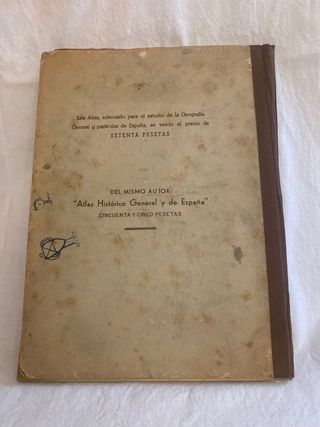 Este Atlas, adecuado para el estudio de la Geografía
General y particular de España, se vende al precio de
SETENTA PESETAS
DEL MISMO AUTOR:
"Atlas Histórico General y de España"
CINCUENTA Y CINCO PESETAS